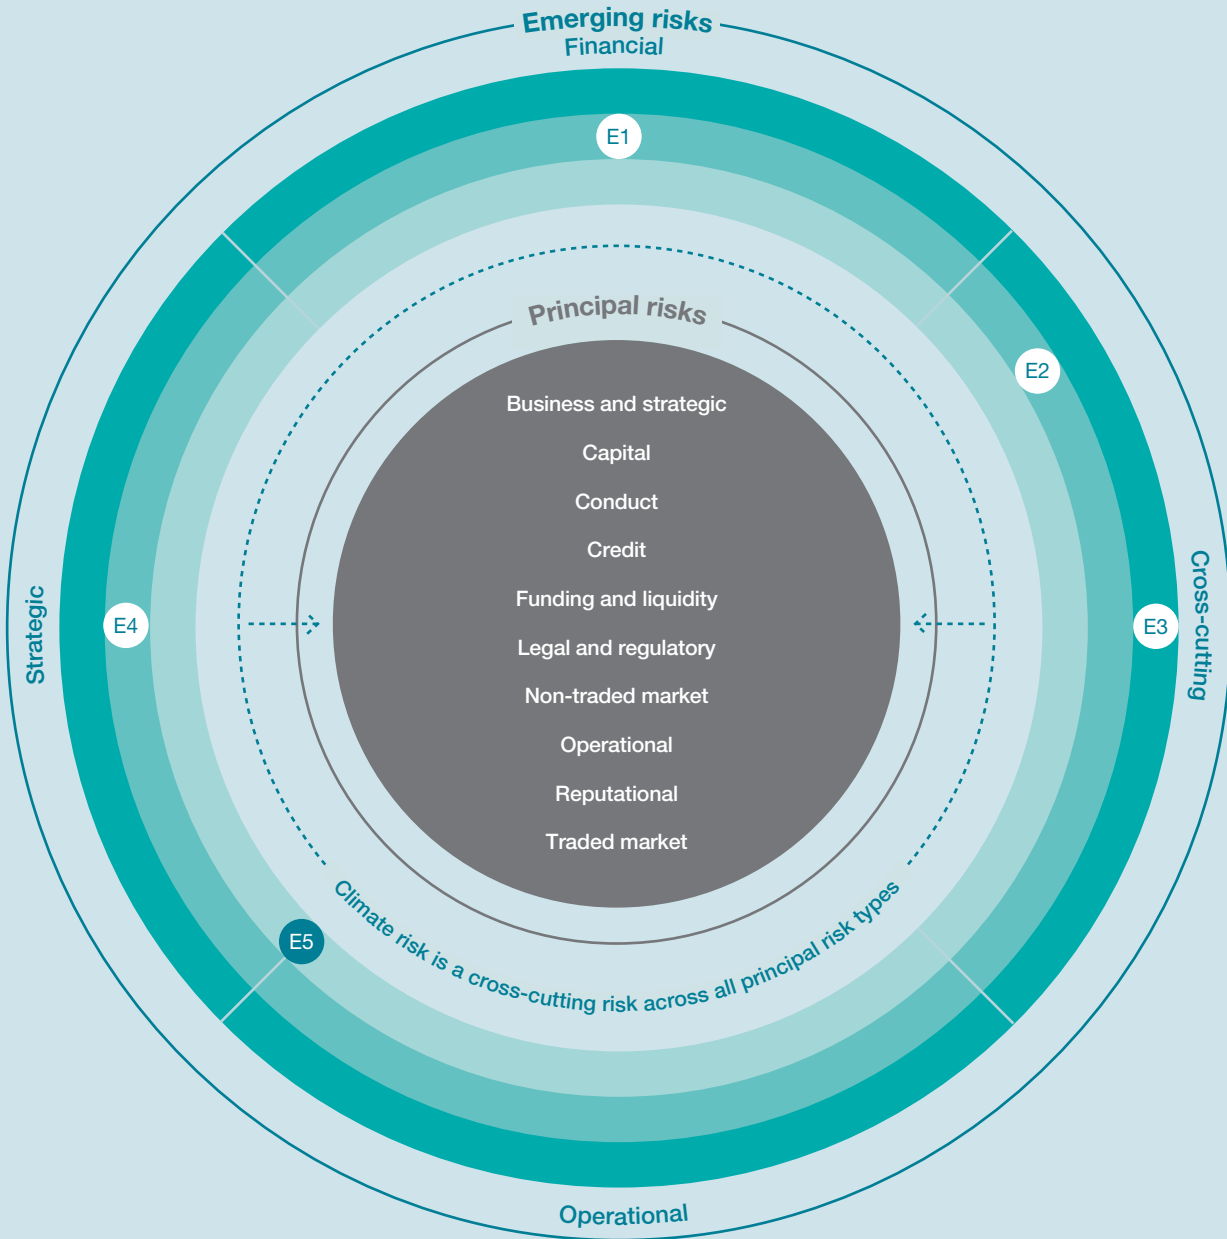 Emerging risks
Financial
E1
Principal risks
E2
Business and strategic
Capital
Conduct
Credit
Funding and liquidity
Legal and regulatory
Non-traded market
Operational
Reputational
Traded market
Strategic
E4
E3
Cross-cutting
E5
Climate risk is a cross-cutting risk across all principal risk types
Operational